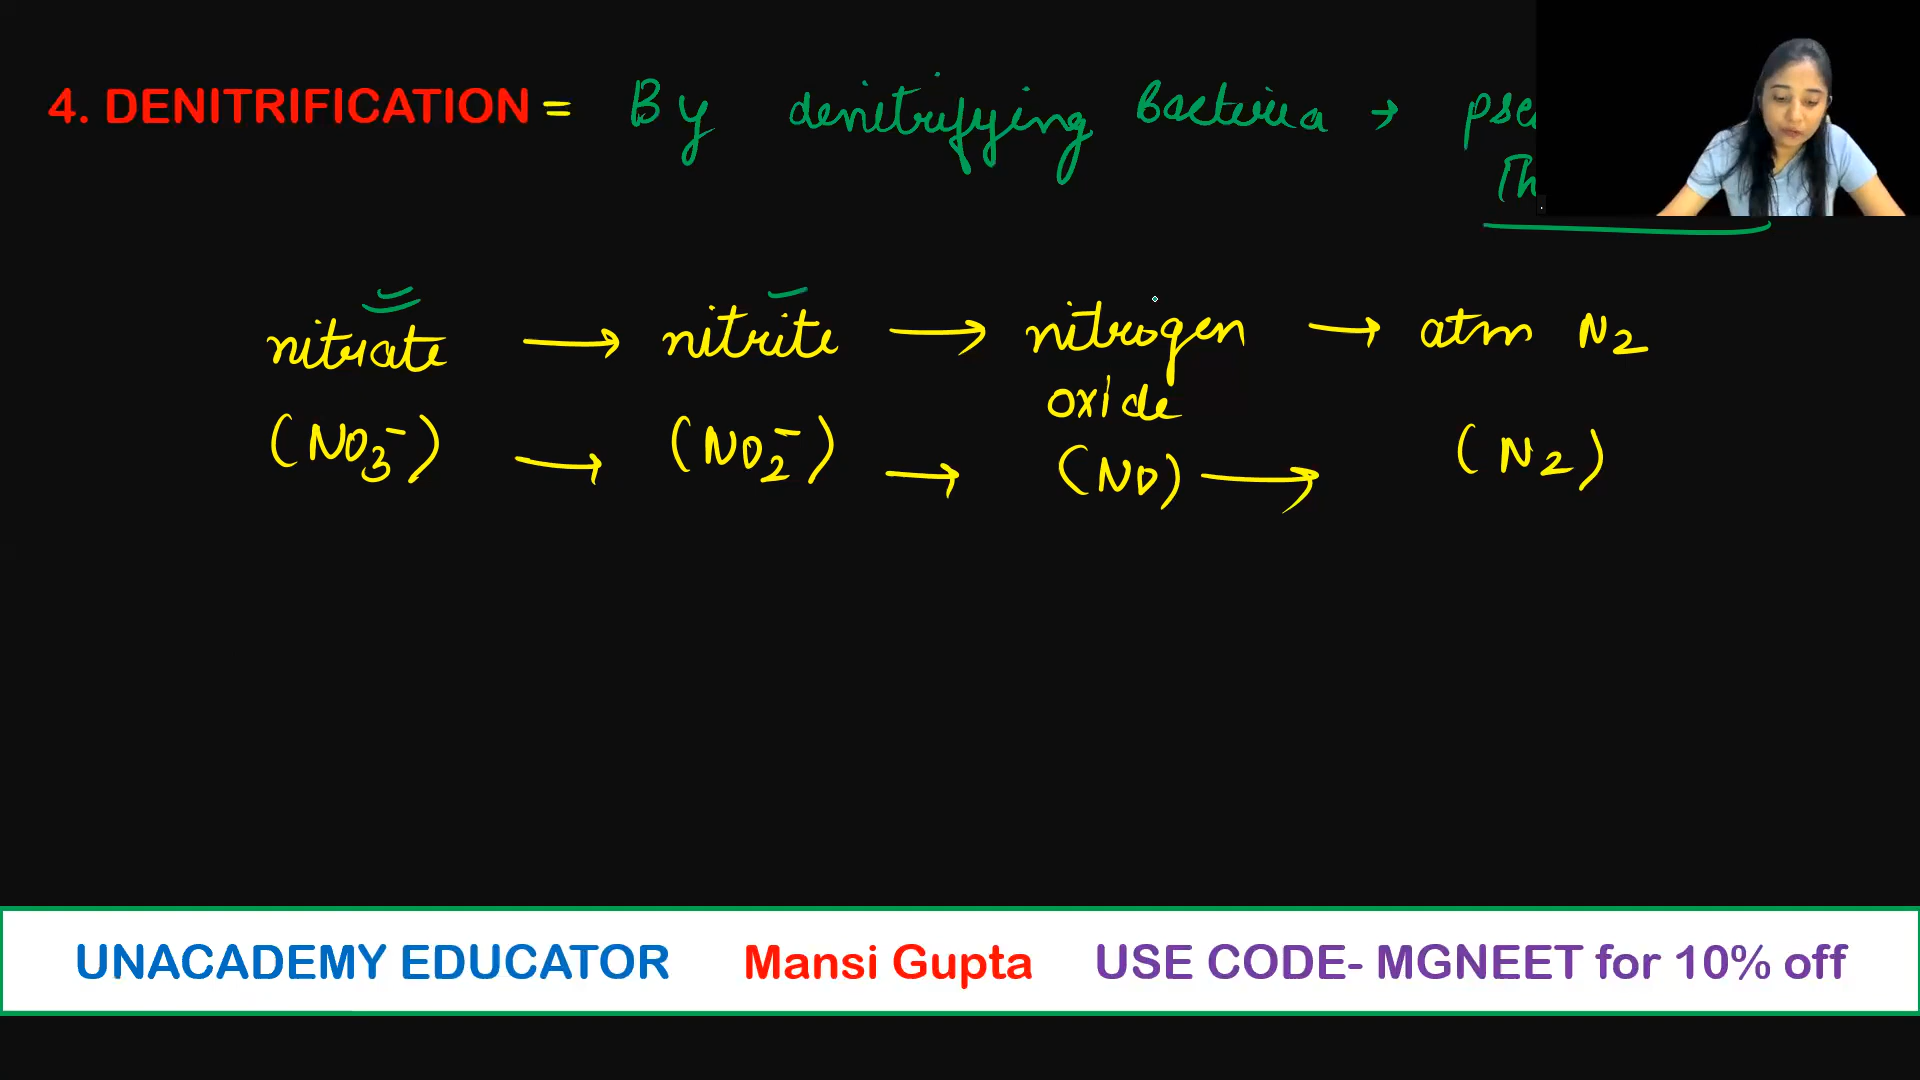 4. DENITRIFICATION = By denitrifying Bacteria →
nitrate → nitrite → nitrogen → atm N2
oxide
(NO3⁻) → (NO2⁻) → (NO) → (N2)
UNACADEMY EDUCATOR Mansi Gupta USE CODE- MGNEET for 10% off